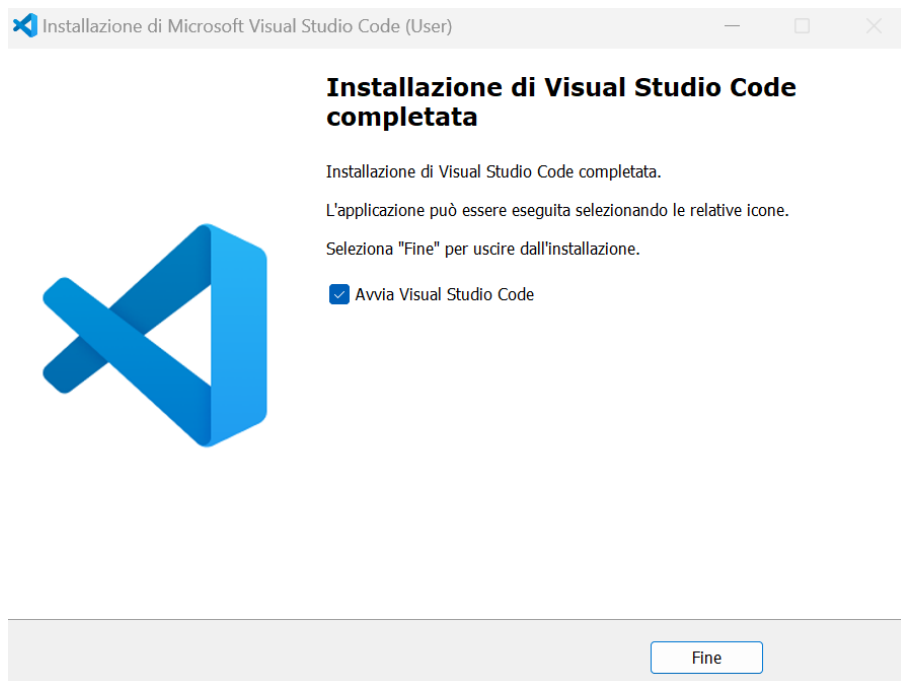 Installazione di Microsoft Visual Studio Code (User)
Installazione di Visual Studio Code
completata
Installazione di Visual Studio Code completata.
L'applicazione può essere eseguita selezionando le relative icone.
Seleziona "Fine" per uscire dall'installazione.
Avvia Visual Studio Code
Fine